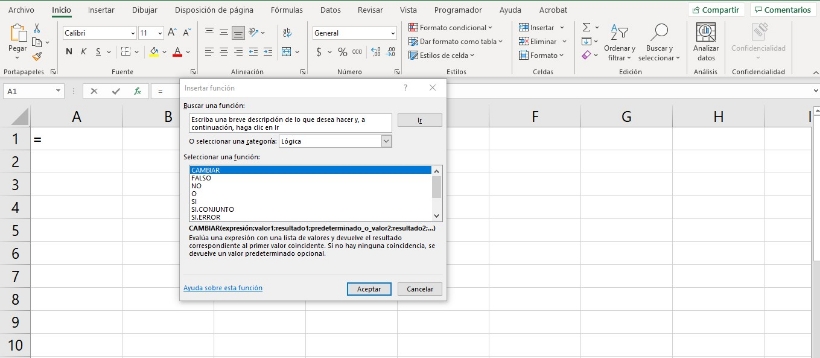 Archivo Inicio Insertar Dibujar Disposición de página Fórmulas Datos Revisar Vista Programador Ayuda Acrobat Compartir Comentarios
Calibri 11 General Formato condicional Insertar
Pegar Dar formato como tabla Eliminar Ordenar y Buscar y Analizar Confidencialidad
N K S % 000 Estilos de celda Formato filtrar seleccionar datos
Portapapeles Fuente Alineación Número Estilos Celdas Edición Análisis Confidencialidad
Insertar función ? ×
A1 fx =
Buscar una función:
Escriba una breve descripción de lo que desea hacer y, a
continuación, haga clic en Ir
Ir
O seleccionar una categoría: Lógica
Seleccionar una función:
CAMBIAR
FALSO
NO
O
SI
SI.CONJUNTO
SI.ERROR
CAMBIAR(expresión;valor1;resultado1;predeterminado_o_valor2;resultado2;...)
Evalúa una expresión con una lista de valores y devuelve el resultado
correspondiente al primer valor coincidente. Si no hay ninguna coincidencia, se
devuelve un valor predeterminado opcional.
Ayuda sobre esta función Aceptar Cancelar
A B F G H I
1 =
2
3
4
5
6
7
8
9
10